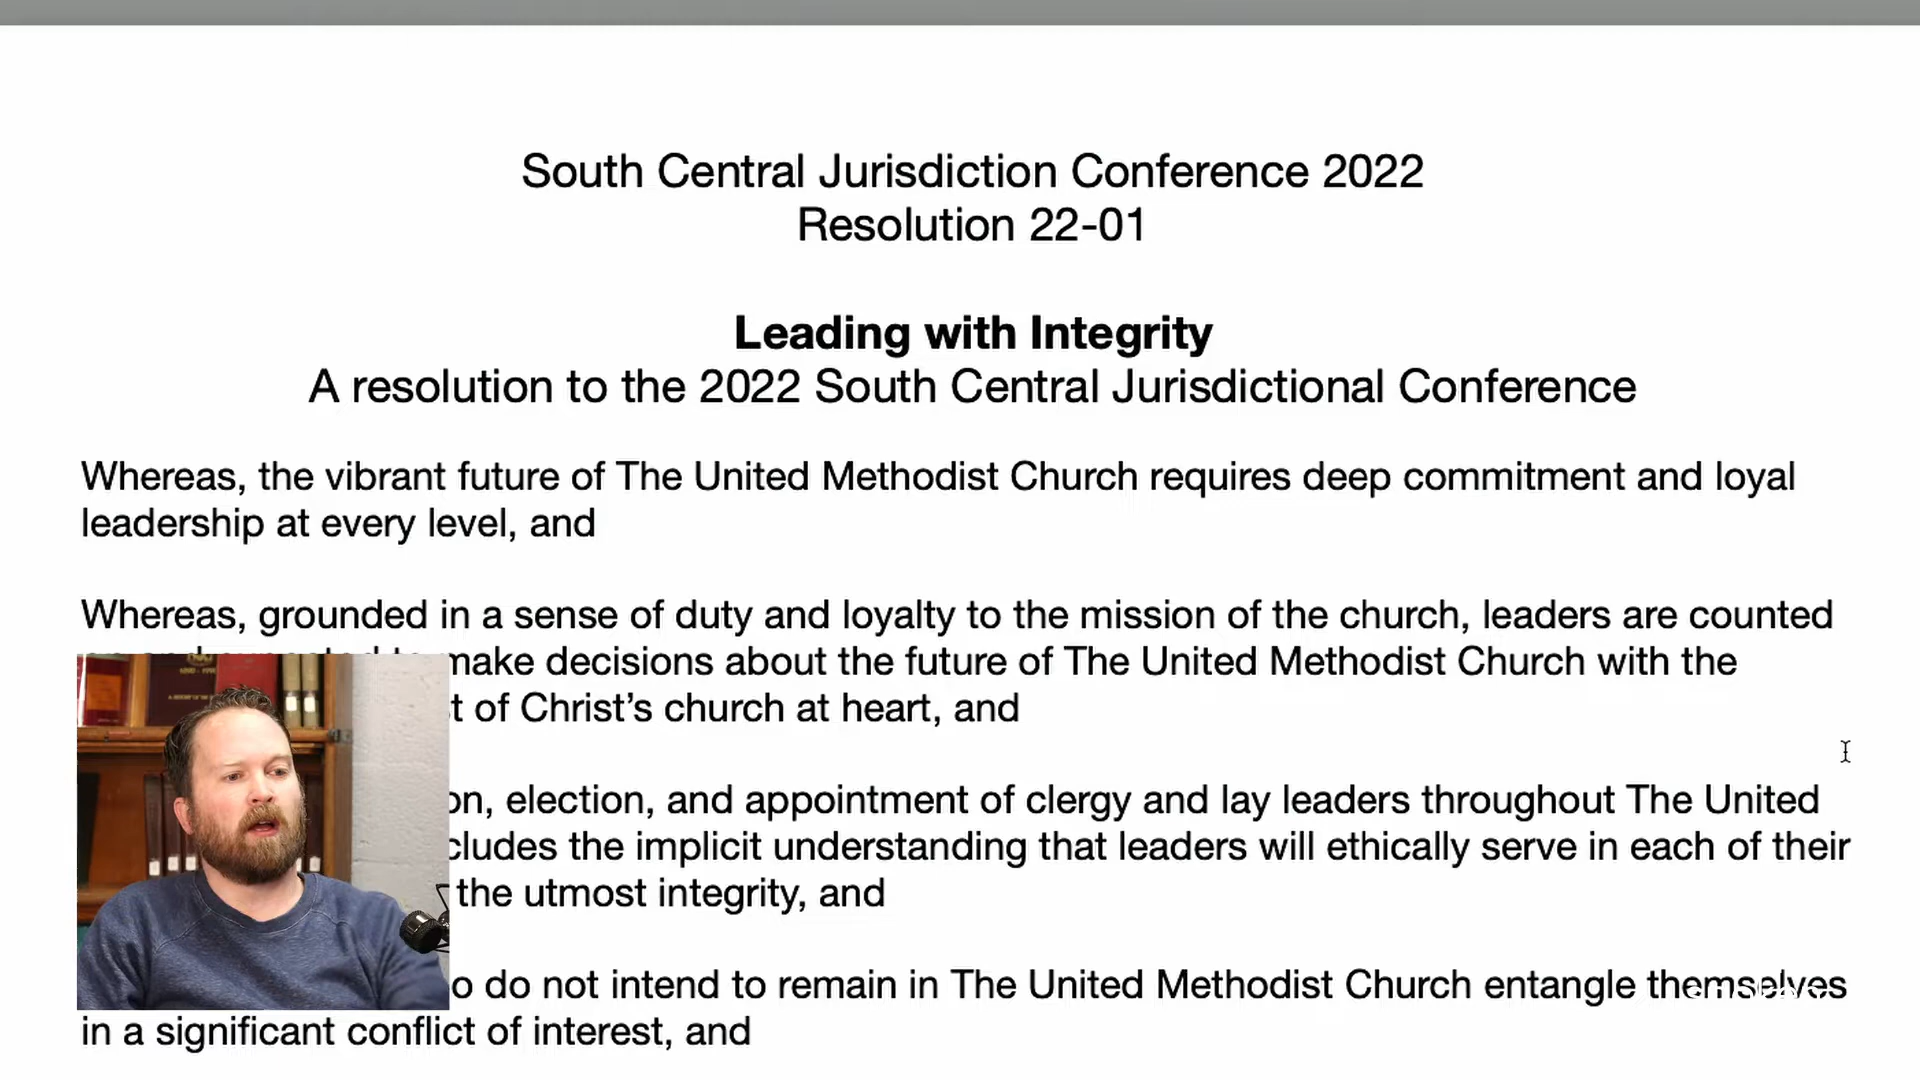 South Central Jurisdiction Conference 2022
Resolution 22-01
Leading with Integrity
A resolution to the 2022 South Central Jurisdictional Conference
Whereas, the vibrant future of The United Methodist Church requires deep commitment and loyal
leadership at every level, and
Whereas, grounded in a sense of duty and loyalty to the mission of the church, leaders are counted
make decisions about the future of The United Methodist Church with the
of Christ's church at heart, and
election, and appointment of clergy and lay leaders throughout The United
the implicit understanding that leaders will ethically serve in each of their
the utmost integrity, and
do not intend to remain in The United Methodist Church entangle themselves
in a significant conflict of interest, and